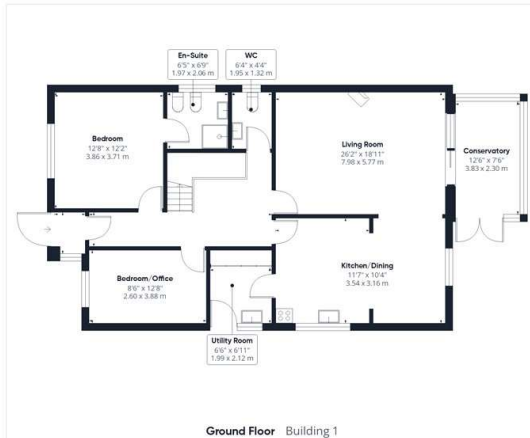 En-Suite
6'5" x 6'9"
1.97 x 2.06 m
WC
6'4" x 4'4"
1.95 x 1.32 m
Bedroom
12'8" x 12'2"
3.86 x 3.71 m
Living Room
26'2" x 18'11"
7.98 x 5.77 m
Conservatory
12'6" x 7'6"
3.83 x 2.30 m
Bedroom/Office
8'6" x 12'8"
2.60 x 3.88 m
Kitchen/Dining
11'7" x 10'4"
3.54 x 3.16 m
Utility Room
6'6" x 6'11"
1.99 x 2.12 m
Ground Floor Building 1